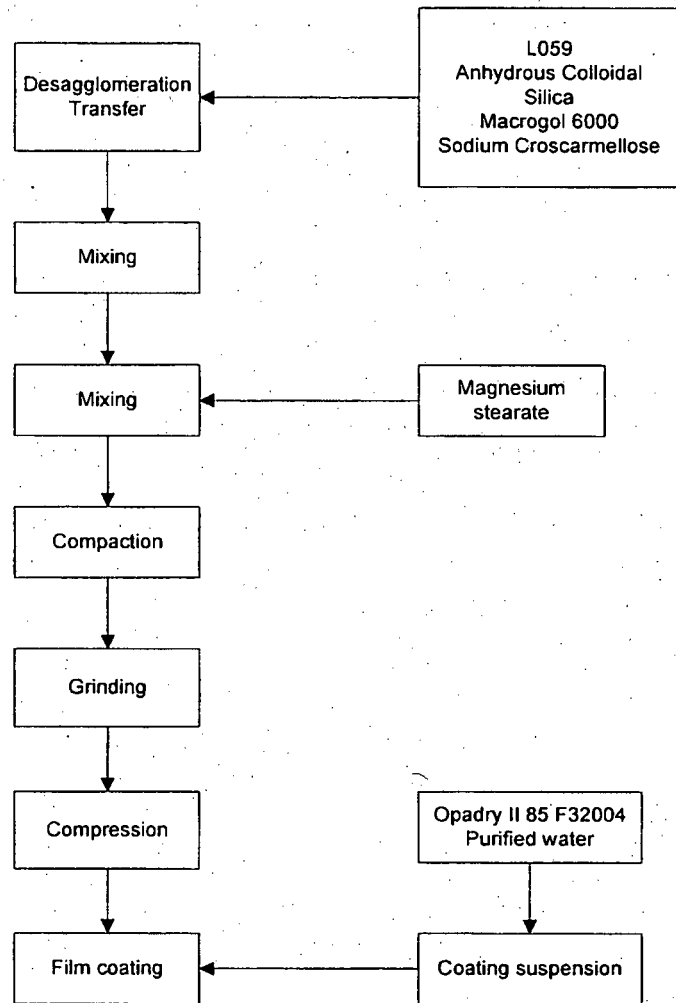 Desagglomeration
Transfer
L059
Anhydrous Colloidal
Silica
Macrogol 6000
Sodium Croscarmellose
Mixing
Mixing
Magnesium
stearate
Compaction
Grinding
Compression
Opadry II 85 F32004
Purified water
Film coating
Coating suspension